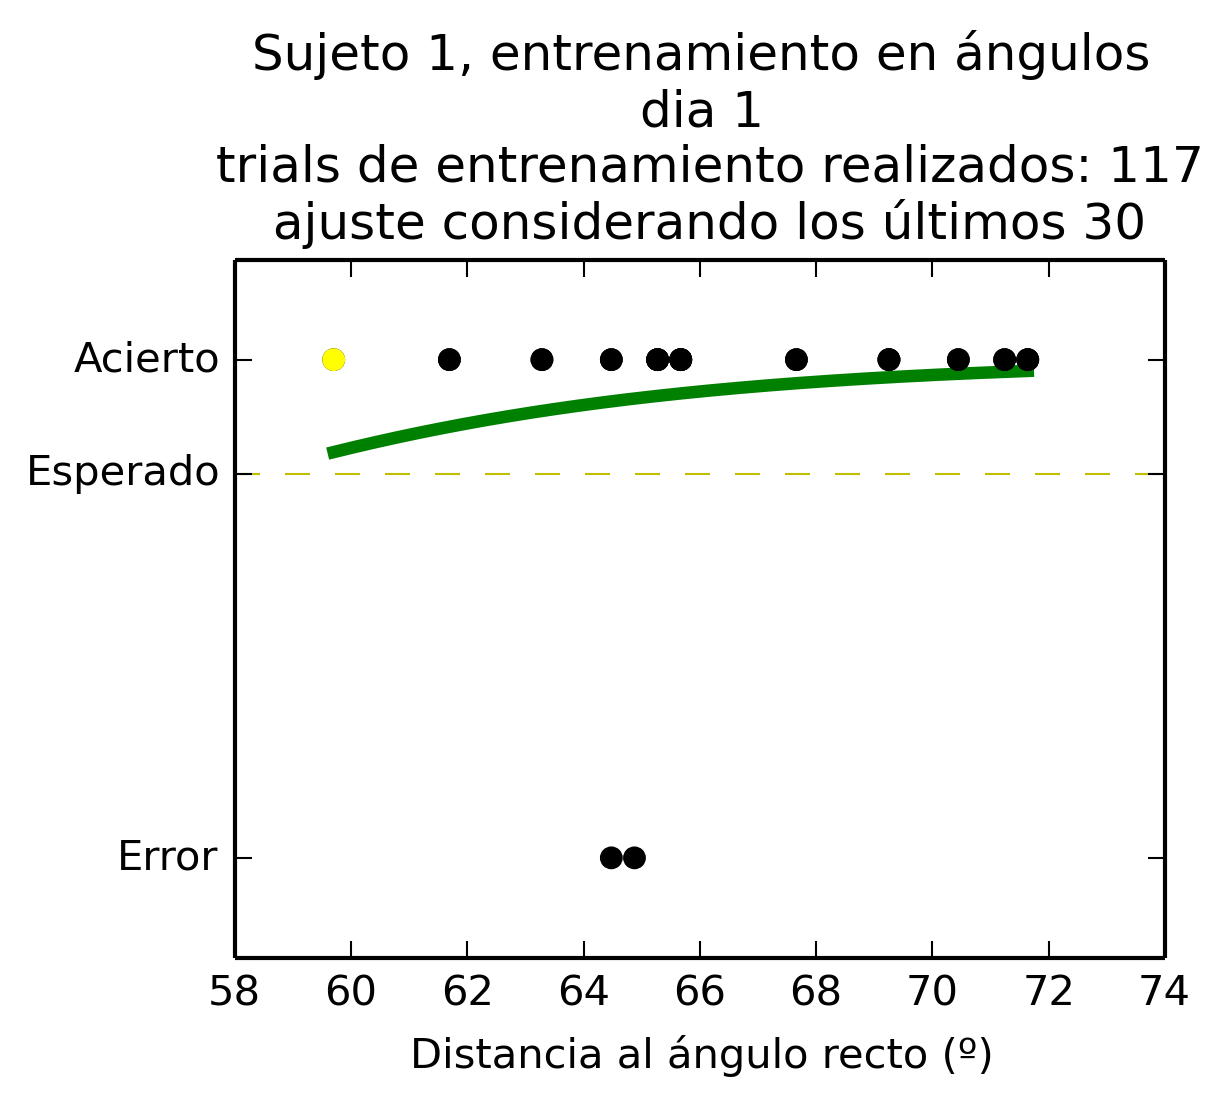 Sujeto 1, entrenamiento en ángulos
dia 1
trials de entrenamiento realizados: 117
ajuste considerando los últimos 30
Acierto
Esperado
Error
58 60 62 64 66 68 70 72 74
Distancia al ángulo recto (º)